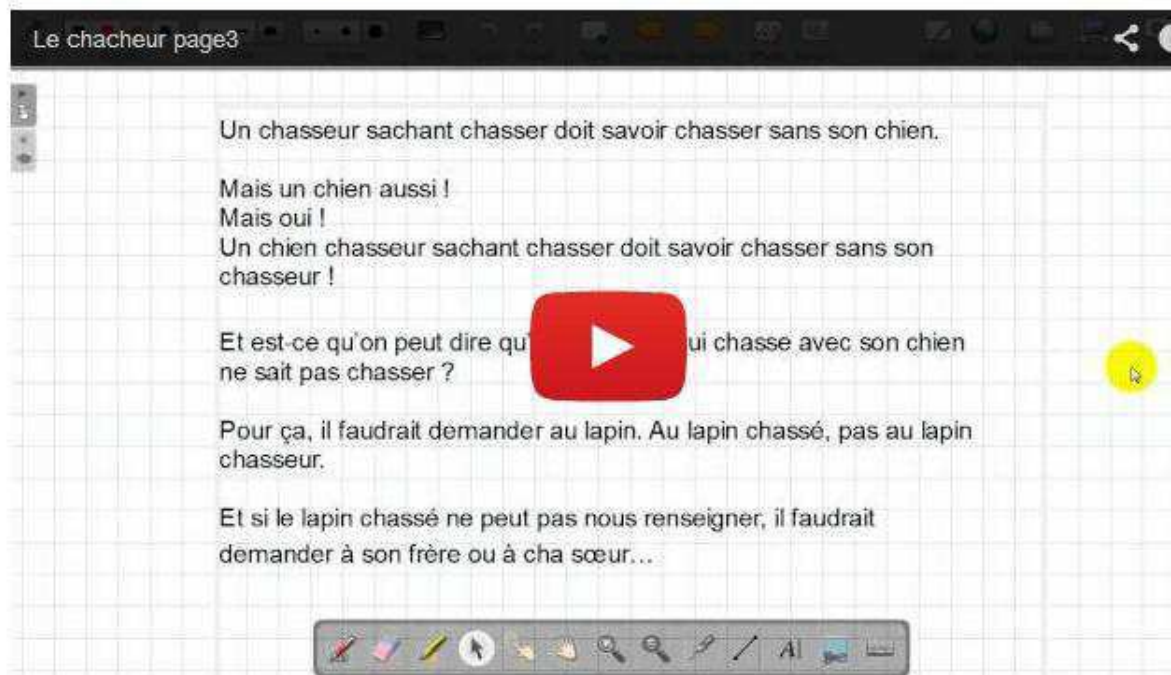 Le chacheur page3
Un chasseur sachant chasser doit savoir chasser sans son chien.
Mais un chien aussi !
Mais oui !
Un chien chasseur sachant chasser doit savoir chasser sans son
chasseur !
Et est-ce qu'on peut dire qu' ui chasse avec son chien
ne sait pas chasser ?
Pour ça, il faudrait demander au lapin. Au lapin chassé, pas au lapin
chasseur.
Et si le lapin chassé ne peut pas nous renseigner, il faudrait
demander à son frère ou à cha sœur…
AI